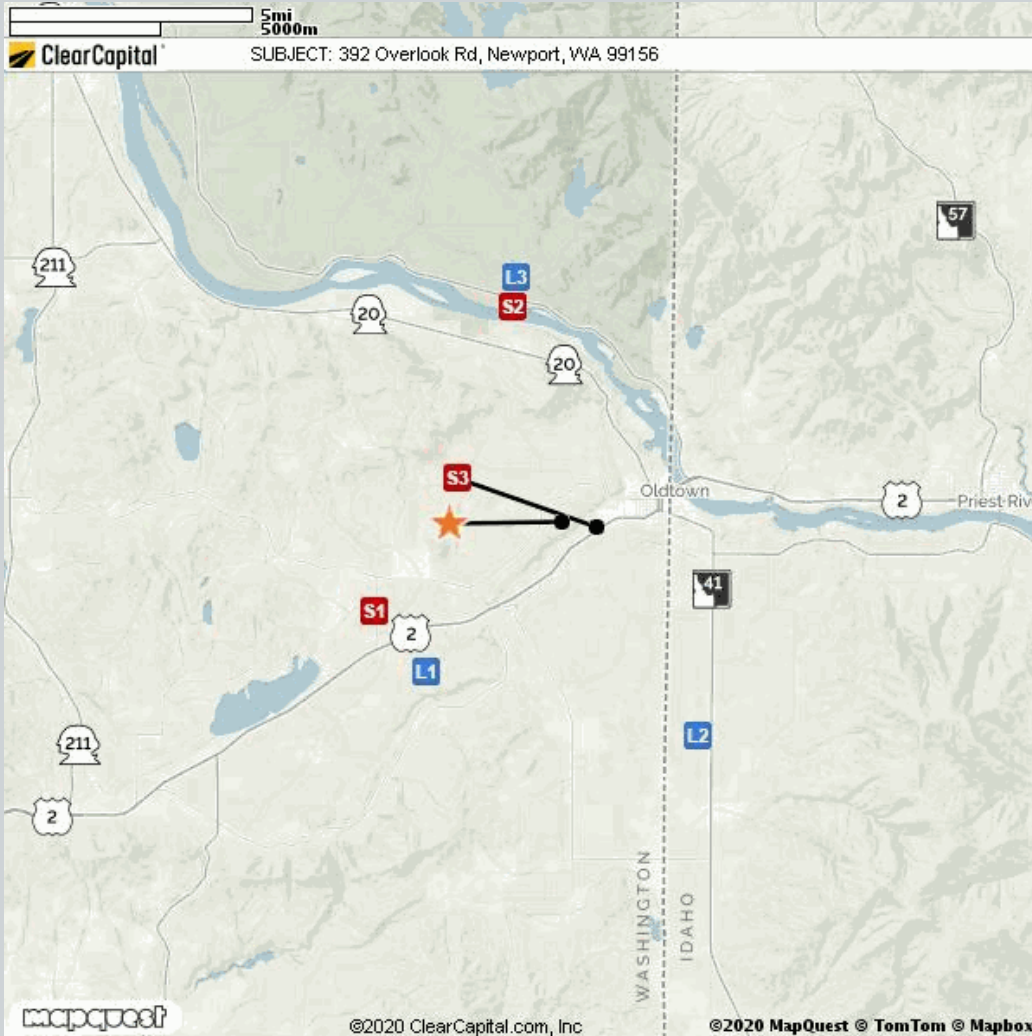 5mi
5000m
ClearCapital SUBJECT: 392 Overlook Rd, Newport, WA 99156
57
211
L3
S2
20
20
S3
Oldtown
2
Priest Riv
41
S1
2
L1
211
L2
2
WASHINGTON
IDAHO
mapquest
©2020 ClearCapital.com, Inc
©2020 MapQuest © TomTom © Mapbox